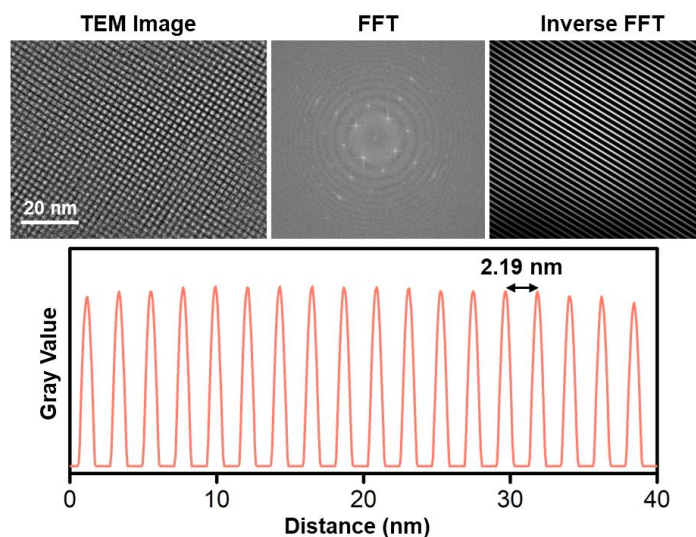 TEM Image
FFT
Inverse FFT
20 nm
2.19 nm
Gray Value
0
10
20
30
40
Distance (nm)